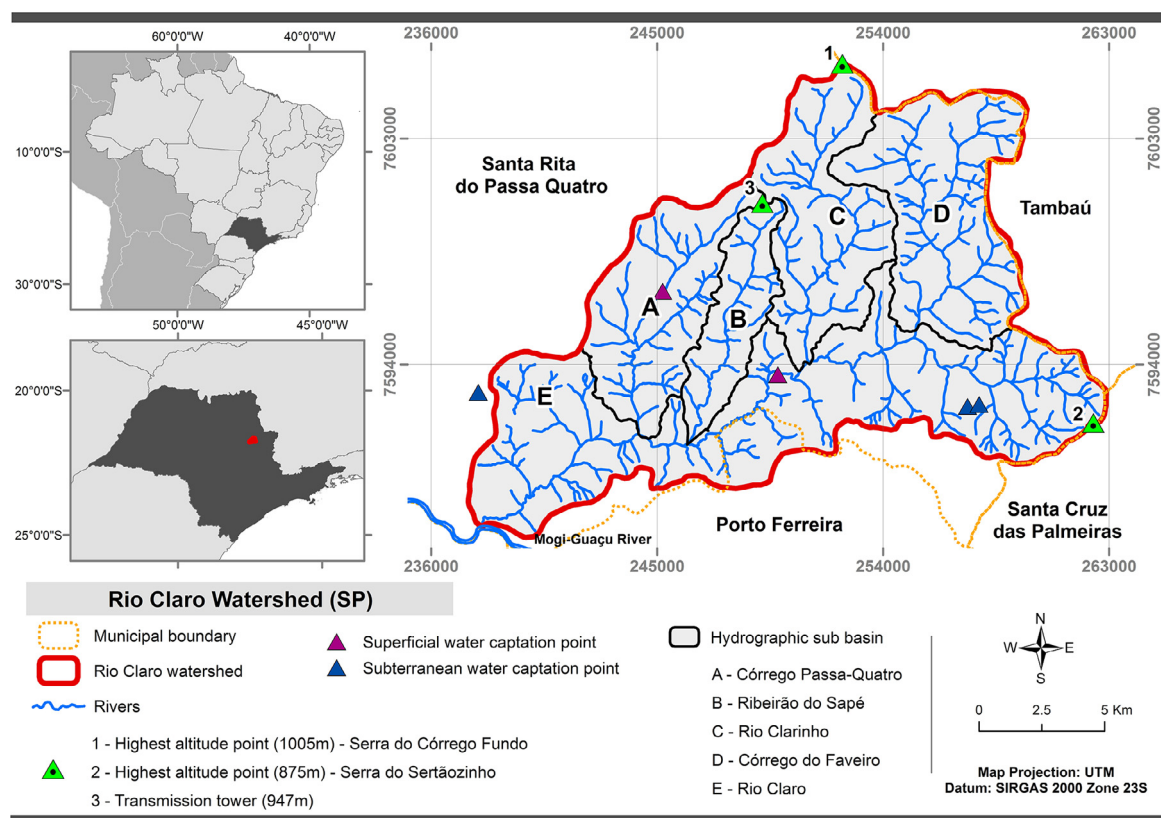 60°0'0"W
40°0'0"W
10°0'0"S
30°0'0"S
50°0'0"W
45°0'0"W
20°0'0"S
25°0'0"S
236000
245000
254000
263000
7603000
7603000
7594000
7594000
1
Santa Rita
do Passa Quatro
3
C
D
Tambaú
A
B
E
2
Santa Cruz
das Palmeiras
Porto Ferreira
Mogi-Guaçu River
236000
245000
254000
263000
Rio Claro Watershed (SP)
Municipal boundary
Rio Claro watershed
Rivers
Superficial water captation point
Subterranean water captation point
1 - Highest altitude point (1005m) - Serra do Córrego Fundo
2 - Highest altitude point (875m) - Serra do Sertãozinho
3 - Transmission tower (947m)
Hydrographic sub basin
A - Córrego Passa-Quatro
B - Ribeirão do Sapé
C - Rio Clarinho
D - Córrego do Faveiro
E - Rio Claro
N
W
E
S
0
2.5
5 Km
Map Projection: UTM
Datum: SIRGAS 2000 Zone 23S